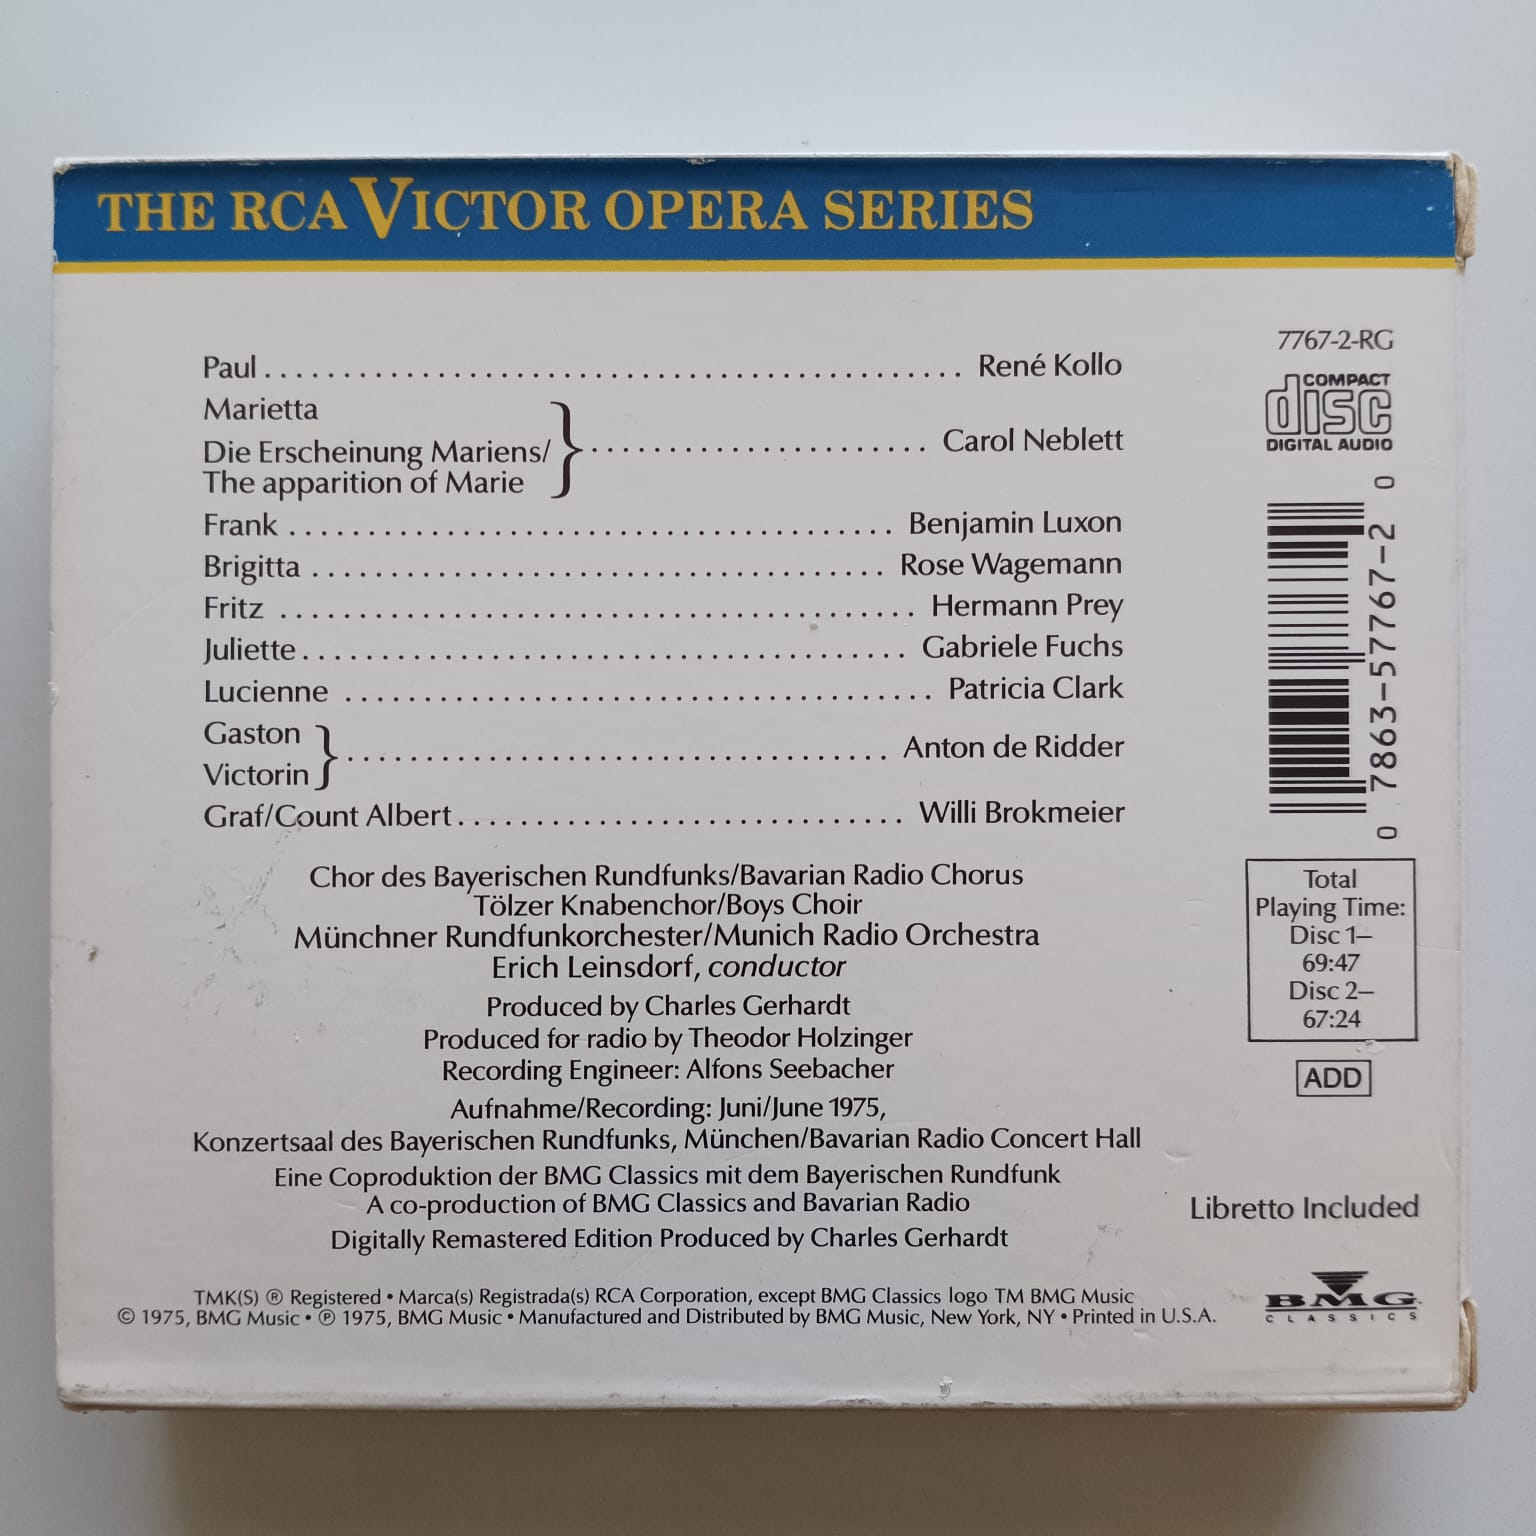 THE RCA VICTOR OPERA SERIES
7767-2-RG
COMPACT
disc
DIGITAL AUDIO
0 7863-57767-2 0
Paul ........................................... René Kollo
Marietta
Die Erscheinung Mariens/
The apparition of Marie
} ...................... Carol Neblett
Frank ....................................... Benjamin Luxon
Brigitta ..................................... Rose Wagemann
Fritz ......................................... Hermann Prey
Juliette ....................................... Gabriele Fuchs
Lucienne ...................................... Patricia Clark
Gaston
Victorin
} ................................... Anton de Ridder
Graf/Count Albert ............................. Willi Brokmeier
Chor des Bayerischen Rundfunks/Bavarian Radio Chorus
Tölzer Knabenchor/Boys Choir
Münchner Rundfunkorchester/Munich Radio Orchestra
Erich Leinsdorf, conductor
Produced by Charles Gerhardt
Produced for radio by Theodor Holzinger
Recording Engineer: Alfons Seebacher
Aufnahme/Recording: Juni/June 1975,
Konzertsaal des Bayerischen Rundfunks, München/Bavarian Radio Concert Hall
Eine Coproduktion der BMG Classics mit dem Bayerischen Rundfunk
A co-production of BMG Classics and Bavarian Radio
Digitally Remastered Edition Produced by Charles Gerhardt
Total
Playing Time:
Disc 1–
69:47
Disc 2–
67:24
ADD
Libretto Included
TMK(S) ® Registered • Marca(s) Registrada(s) RCA Corporation, except BMG Classics logo TM BMG Music
© 1975, BMG Music • ℗ 1975, BMG Music • Manufactured and Distributed by BMG Music, New York, NY • Printed in U.S.A.
BMG
CLASSICS